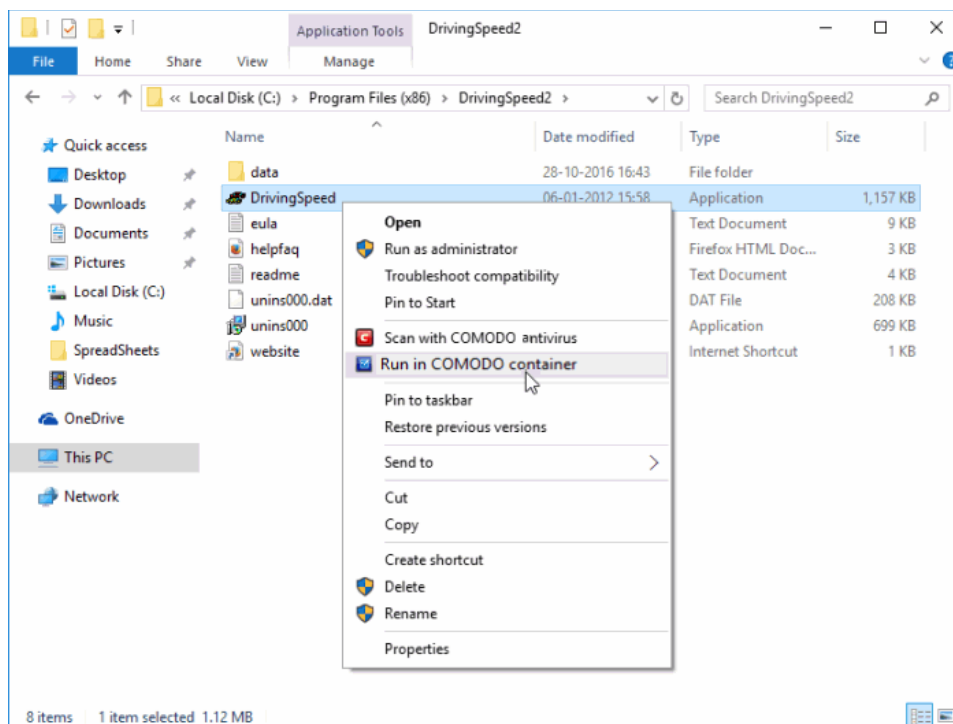 Application Tools DrivingSpeed2
File Home Share View Manage
« Local Disk (C:) › Program Files (x86) › DrivingSpeed2 › Search DrivingSpeed2
Name Date modified Type Size
Quick access
Desktop
Downloads
Documents
Pictures
Local Disk (C:)
Music
SpreadSheets
Videos
OneDrive
This PC
Network
data 28-10-2016 16:43 File folder
DrivingSpeed 06-01-2012 15:58 Application 1,157 KB
eula Text Document 9 KB
helpfaq Firefox HTML Doc... 3 KB
readme Text Document 4 KB
unins000.dat DAT File 208 KB
unins000 Application 699 KB
website Internet Shortcut 1 KB
Open
Run as administrator
Troubleshoot compatibility
Pin to Start
Scan with COMODO antivirus
Run in COMODO container
Pin to taskbar
Restore previous versions
Send to
Cut
Copy
Create shortcut
Delete
Rename
Properties
8 items 1 item selected 1.12 MB